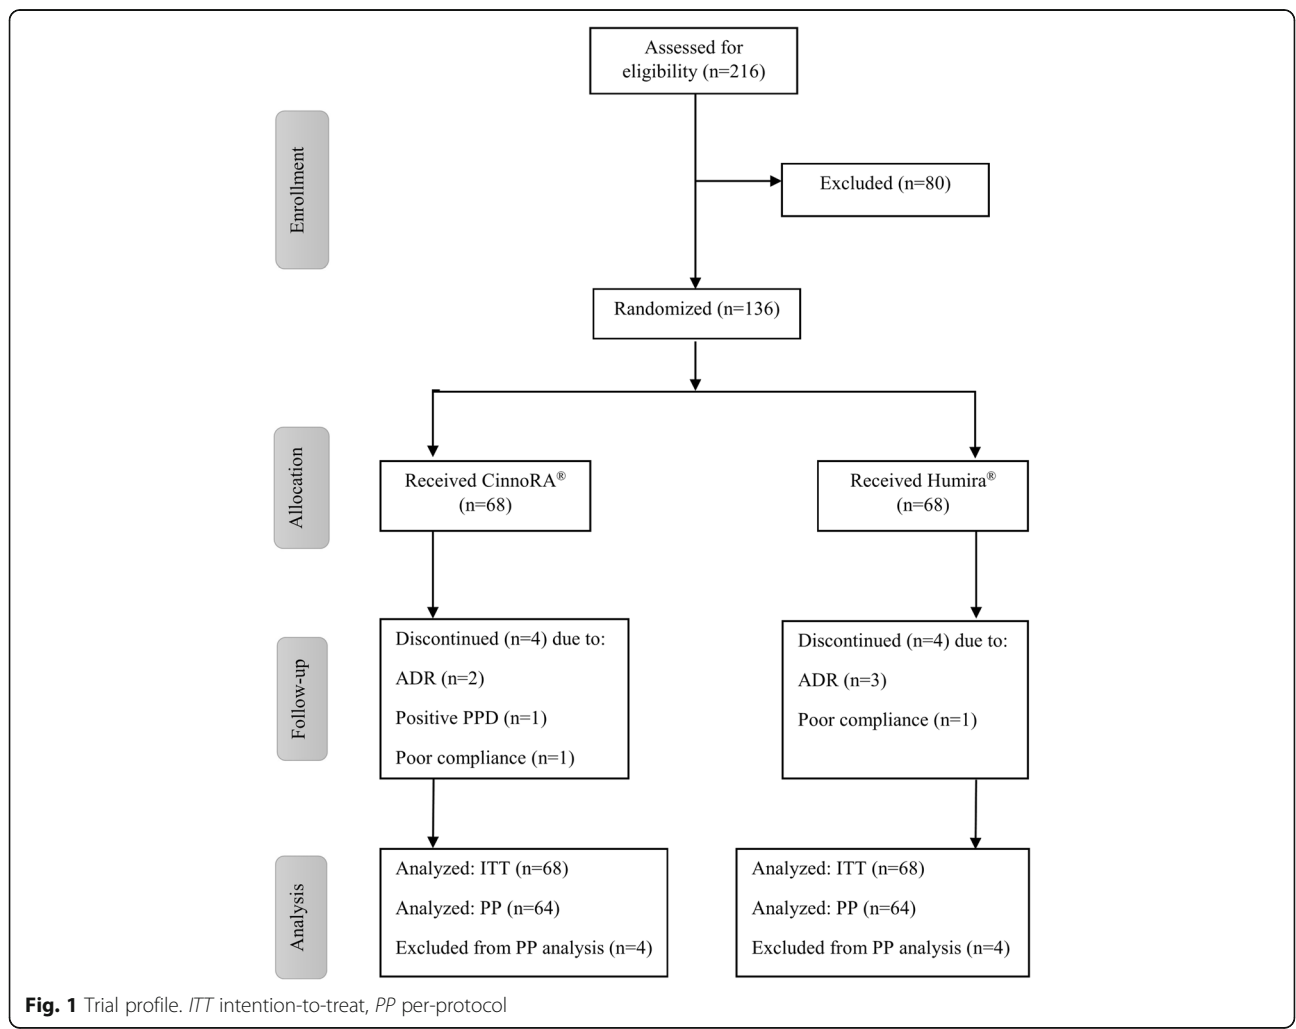 Assessed for
eligibility (n=216)
Enrollment
Excluded (n=80)
Randomized (n=136)
Allocation
Received CinnoRA®
(n=68)
Received Humira®
(n=68)
Follow-up
Discontinued (n=4) due to:
ADR (n=2)
Positive PPD (n=1)
Poor compliance (n=1)
Discontinued (n=4) due to:
ADR (n=3)
Poor compliance (n=1)
Analysis
Analyzed: ITT (n=68)
Analyzed: PP (n=64)
Excluded from PP analysis (n=4)
Analyzed: ITT (n=68)
Analyzed: PP (n=64)
Excluded from PP analysis (n=4)
Fig. 1 Trial profile. ITT intention-to-treat, PP per-protocol